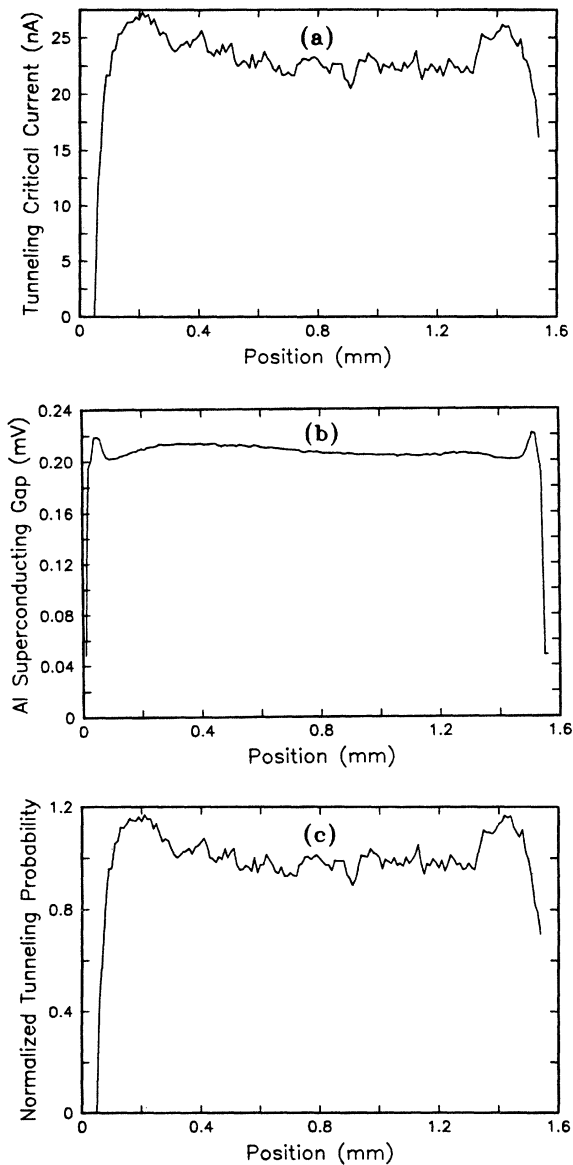 (a)
Tunneling Critical Current (nA)
25
20
15
10
5
0
0 0.4 0.8 1.2 1.6
Position (mm)
(b)
Al Superconducting Gap (mV)
0.24
0.20
0.16
0.12
0.08
0.04
0
0 0.4 0.8 1.2 1.6
Position (mm)
(c)
Normalized Tunneling Probability
1.2
0.8
0.4
0
0 0.4 0.8 1.2 1.6
Position (mm)